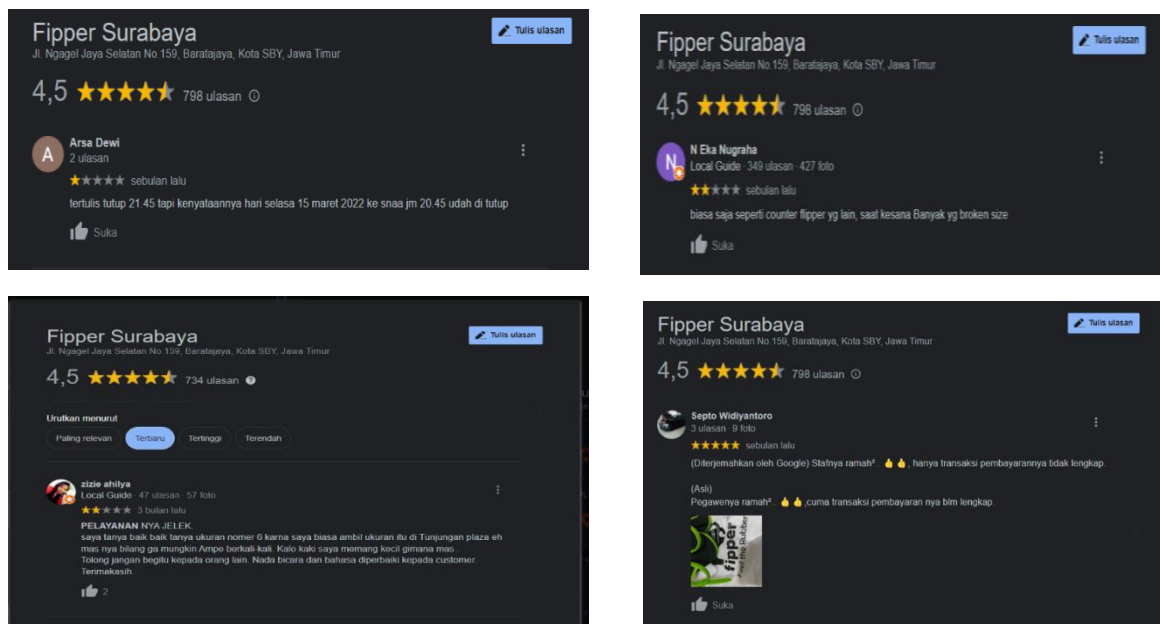 Fipper Surabaya
Tulis ulasan
Jl. Ngagel Jaya Selatan No.159, Baratajaya, Kota SBY, Jawa Timur
4,5
798 ulasan
A
Arsa Dewi
2 ulasan
sebulan lalu
tertulis tutup 21.45 tapi kenyataannya hari selasa 15 maret 2022 ke snaa jm 20.45 udah di tutup
Suka
Fipper Surabaya
Tulis ulasan
Jl. Ngagel Jaya Selatan No.159, Baratajaya, Kota SBY, Jawa Timur
4,5
798 ulasan
N
N Eka Nugraha
Local Guide · 349 ulasan · 427 foto
sebulan lalu
biasa saja seperti counter flipper yg lain, saat kesana Banyak yg broken size
Suka
Fipper Surabaya
Tulis ulasan
Jl. Ngagel Jaya Selatan No.159, Baratajaya, Kota SBY, Jawa Timur
4,5
734 ulasan
Urutkan menurut
Paling relevan
Terbaru
Tertinggi
Terendah
zizie ahilya
Local Guide · 47 ulasan · 57 foto
3 bulan lalu
PELAYANAN NYA JELEK.
saya tanya baik baik tanya ukuran nomer 6 karna saya biasa ambil ukuran itu di Tunjungan plaza eh
mas nya bilang ga mungkin Ampo berkali-kali. Kalo kaki saya memang kecil gimana mas .
Tolong jangan begitu kepada orang lain. Nada bicara dan bahasa diperbaiki kepada customer.
Terimakasih.
2
Fipper Surabaya
Tulis ulasan
Jl. Ngagel Jaya Selatan No.159, Baratajaya, Kota SBY, Jawa Timur
4,5
798 ulasan
Septo Widiyantoro
3 ulasan · 9 foto
sebulan lalu
(Diterjemahkan oleh Google) Stafnya ramah².. 👍 👍 , hanya transaksi pembayarannya tidak lengkap.
(Asli)
Pegawenya ramah².. 👍 👍 ,cuma transaksi pembayaran nya blm lengkap.
fipper
Suka